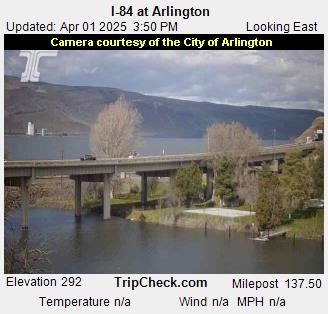 I-84 at Arlington
Updated: Apr 01 2025 3:50 PM Looking East
Camera courtesy of the City of Arlington
Elevation 292 TripCheck.com Milepost 137.50
Temperature n/a Wind n/a MPH n/a